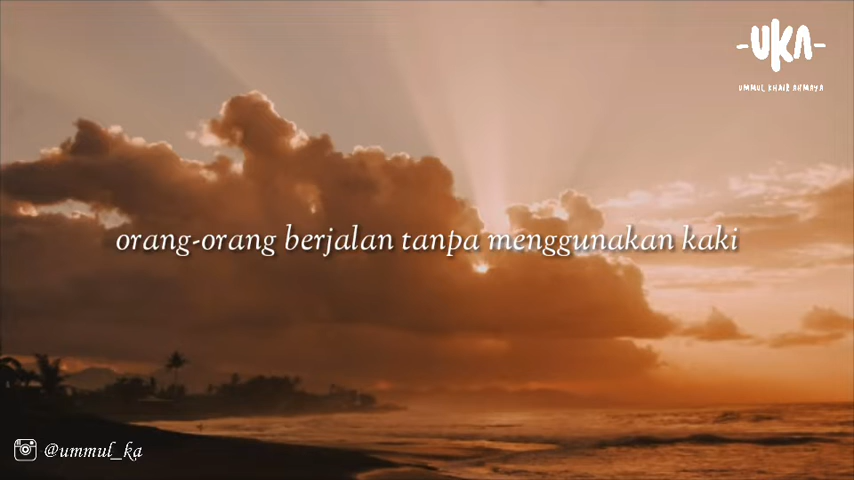 -UKA-
UMMUL KHAIR AHMAYA
orang-orang berjalan tanpa menggunakan kaki
@ummul_ka